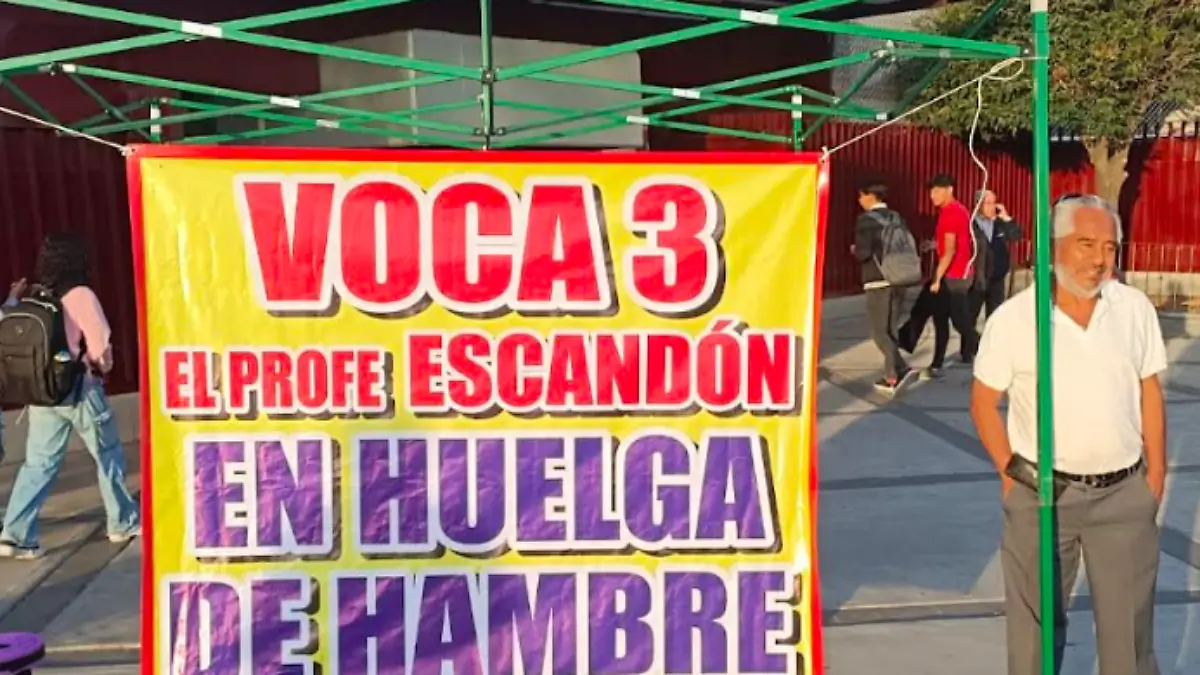 VOCA 3
EL PROFE ESCANDÓN
EN HUELGA
DE HAMBRE